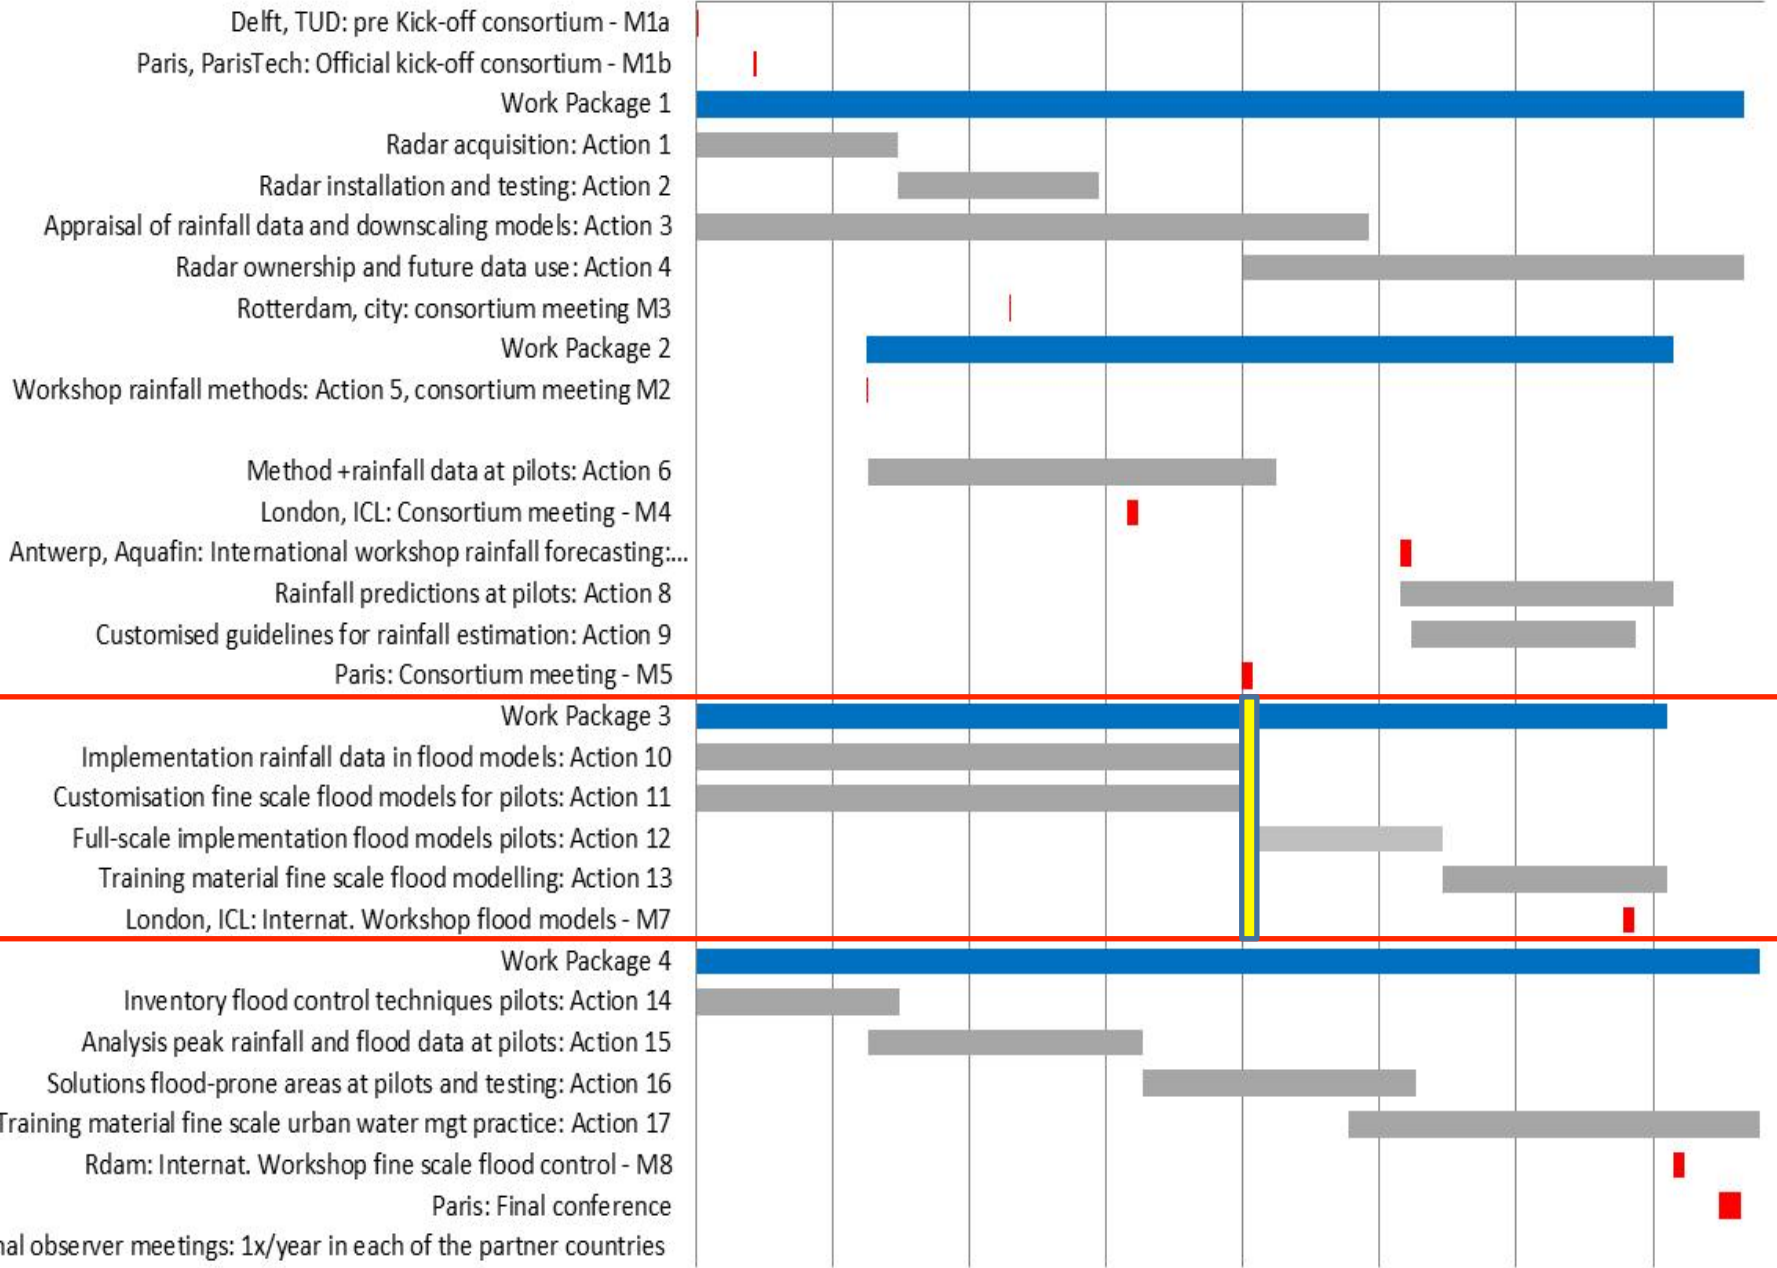 Delft, TUD: pre Kick-off consortium - M1a
Paris, ParisTech: Official kick-off consortium - M1b
Work Package 1
Radar acquisition: Action 1
Radar installation and testing: Action 2
Appraisal of rainfall data and downscaling models: Action 3
Radar ownership and future data use: Action 4
Rotterdam, city: consortium meeting M3
Work Package 2
Workshop rainfall methods: Action 5, consortium meeting M2
Method +rainfall data at pilots: Action 6
London, ICL: Consortium meeting - M4
Antwerp, Aquafin: International workshop rainfall forecasting:...
Rainfall predictions at pilots: Action 8
Customised guidelines for rainfall estimation: Action 9
Paris: Consortium meeting - M5
Work Package 3
Implementation rainfall data in flood models: Action 10
Customisation fine scale flood models for pilots: Action 11
Full-scale implementation flood models pilots: Action 12
Training material fine scale flood modelling: Action 13
London, ICL: Internat. Workshop flood models - M7
Work Package 4
Inventory flood control techniques pilots: Action 14
Analysis peak rainfall and flood data at pilots: Action 15
Solutions flood-prone areas at pilots and testing: Action 16
Training material fine scale urban water mgt practice: Action 17
Rdam: Internat. Workshop fine scale flood control - M8
Paris: Final conference
observer meetings: 1x/year in each of the partner countries